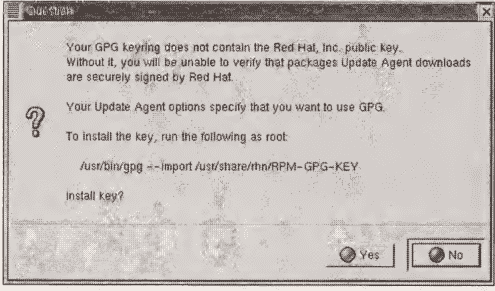 Question
Your GPG keyring does not contain the Red Hat, Inc. public key.
Without it, you will be unable to verify that packages Update Agent downloads
are securely signed by Red Hat.
Your Update Agent options specify that you want to use GPG.
To install the key, run the following as root:
/usr/bin/gpg --import /usr/share/rhn/RPM-GPG-KEY
Install key?
Yes
No